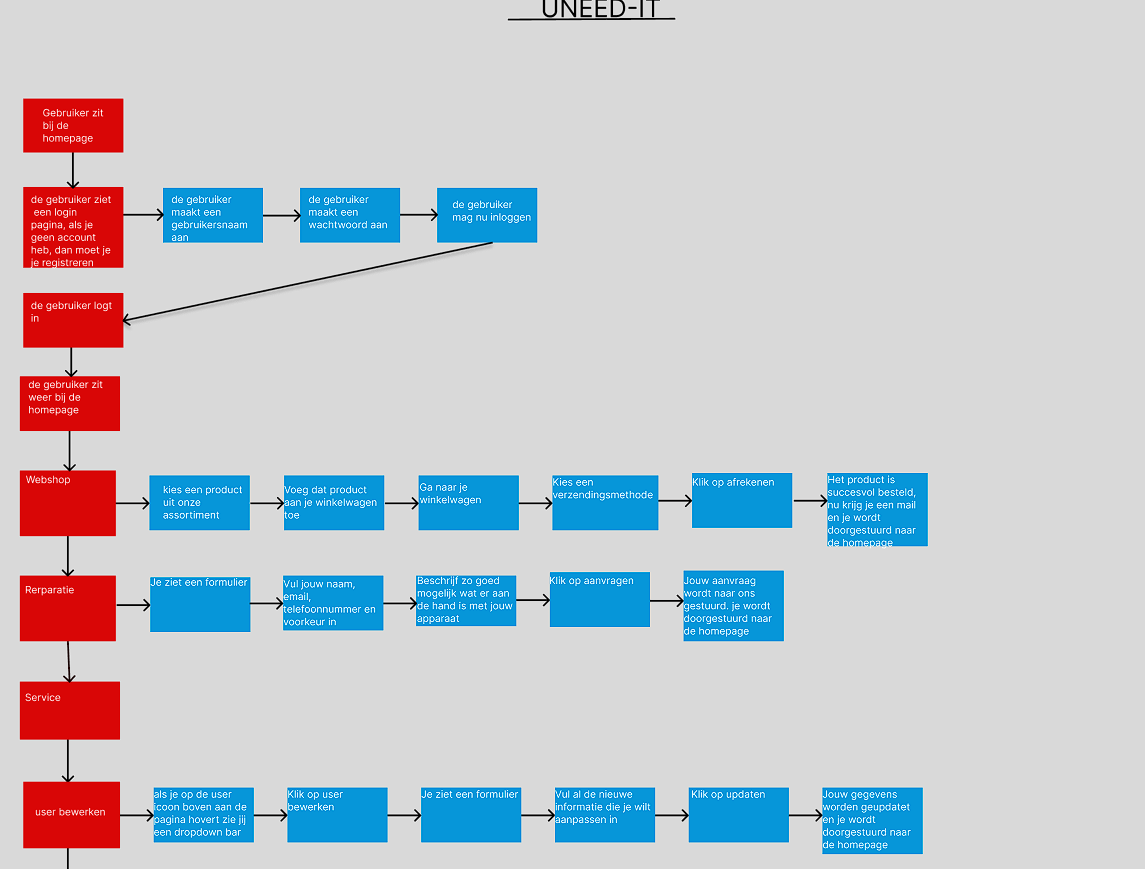 UNEED-IT
Gebruiker zit
bij de
homepage
de gebruiker ziet
een login
pagina, als je
geen account
heb, dan moet je
je registreren
de gebruiker
maakt een
gebruikersnaam
aan
de gebruiker
maakt een
wachtwoord aan
de gebruiker
mag nu inloggen
de gebruiker logt
in
de gebruiker zit
weer bij de
homepage
Webshop
kies een product
uit onze
assortiment
Voeg dat product
aan je winkelwagen
toe
Ga naar je
winkelwagen
Kies een
verzendingsmethode
Klik op afrekenen
Het product is
succesvol besteld,
nu krijg je een mail
en je wordt
doorgestuurd naar
de homepage
Rerparatie
Je ziet een formulier
Vul jouw naam,
email,
telefoonnummer en
voorkeur in
Beschrijf zo goed
mogelijk wat er aan
de hand is met jouw
apparaat
Klik op aanvragen
Jouw aanvraag
wordt naar ons
gestuurd. je wordt
doorgestuurd naar
de homepage
Service
user bewerken
als je op de user
icoon boven aan de
pagina hovert zie jij
een dropdown bar
Klik op user
bewerken
Je ziet een formulier
Vul al de nieuwe
informatie die je wilt
aanpassen in
Klik op updaten
Jouw gegevens
worden geupdatet
en je wordt
doorgestuurd naar
de homepage